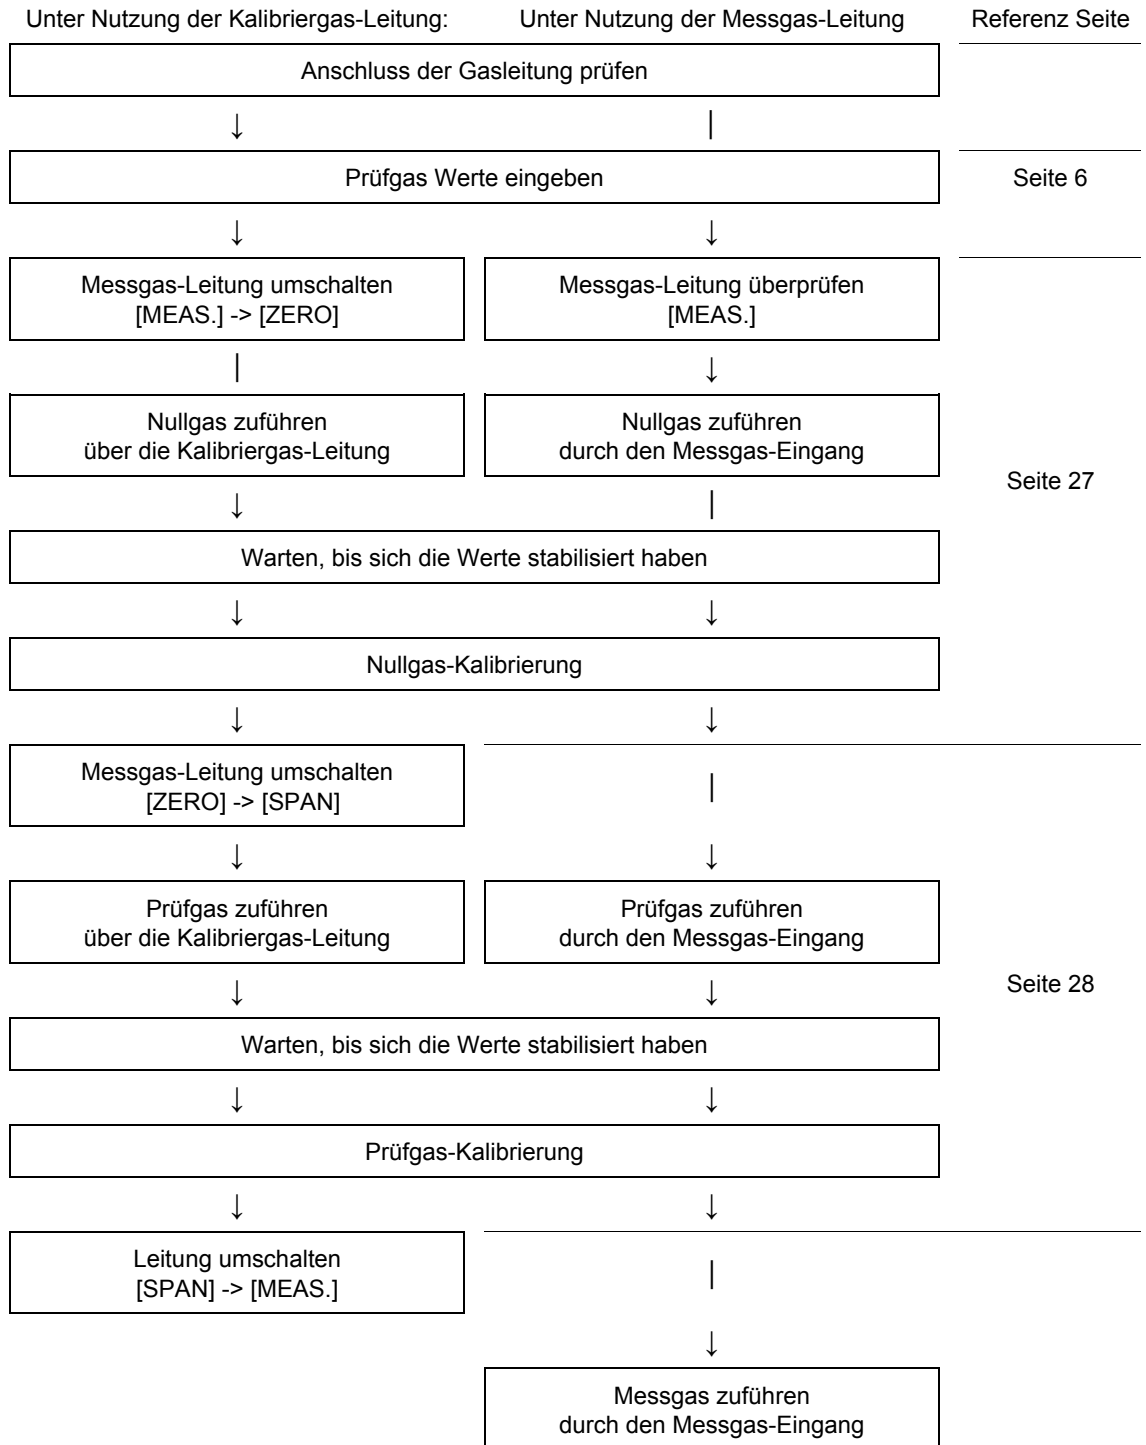 Unter Nutzung der Kalibriergas-Leitung:
Unter Nutzung der Messgas-Leitung
Referenz Seite
Anschluss der Gasleitung prüfen
Prüfgas Werte eingeben
Seite 6
Messgas-Leitung umschalten
[MEAS.] -> [ZERO]
Messgas-Leitung überprüfen
[MEAS.]
Nullgas zuführen
über die Kalibriergas-Leitung
Nullgas zuführen
durch den Messgas-Eingang
Seite 27
Warten, bis sich die Werte stabilisiert haben
Nullgas-Kalibrierung
Messgas-Leitung umschalten
[ZERO] -> [SPAN]
Prüfgas zuführen
über die Kalibriergas-Leitung
Prüfgas zuführen
durch den Messgas-Eingang
Seite 28
Warten, bis sich die Werte stabilisiert haben
Prüfgas-Kalibrierung
Leitung umschalten
[SPAN] -> [MEAS.]
Messgas zuführen
durch den Messgas-Eingang